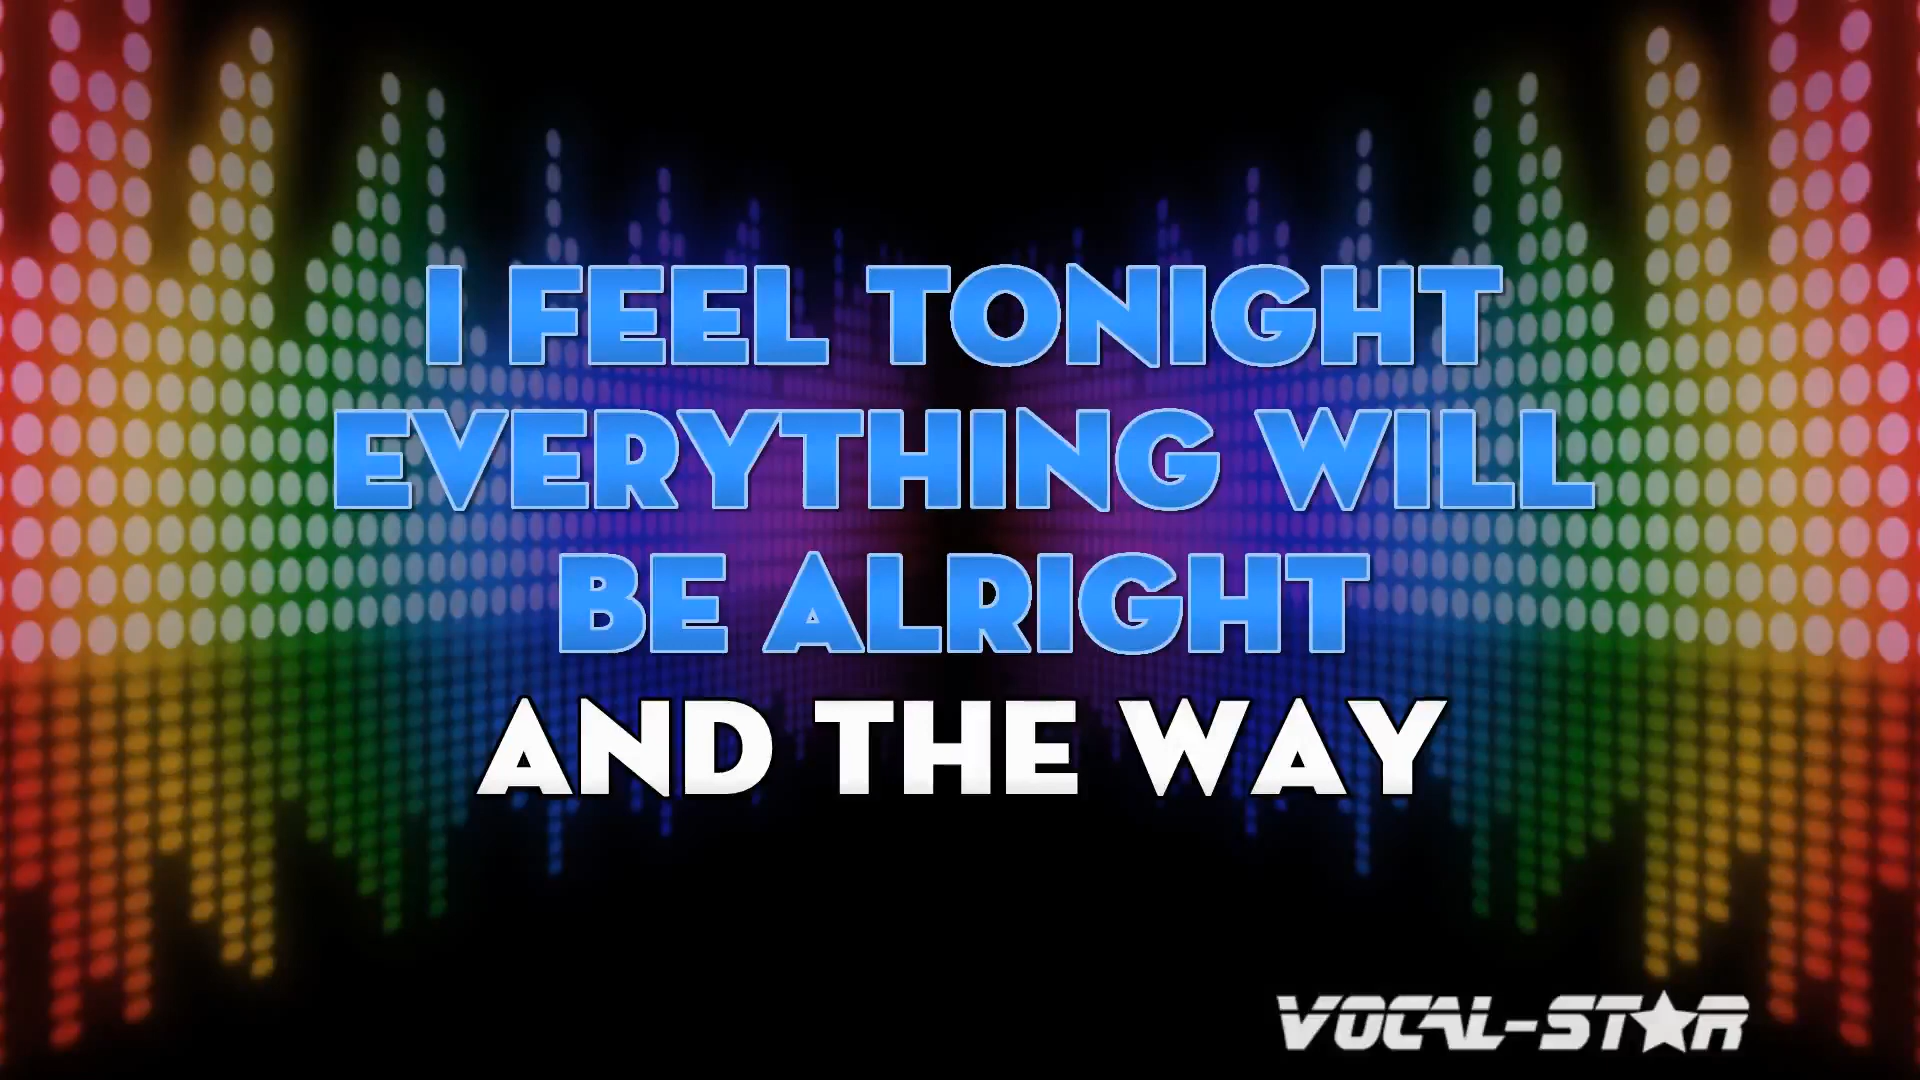 I FEEL TONIGHT
EVERYTHING WILL
BE ALRIGHT
AND THE WAY
VOCAL-STAR